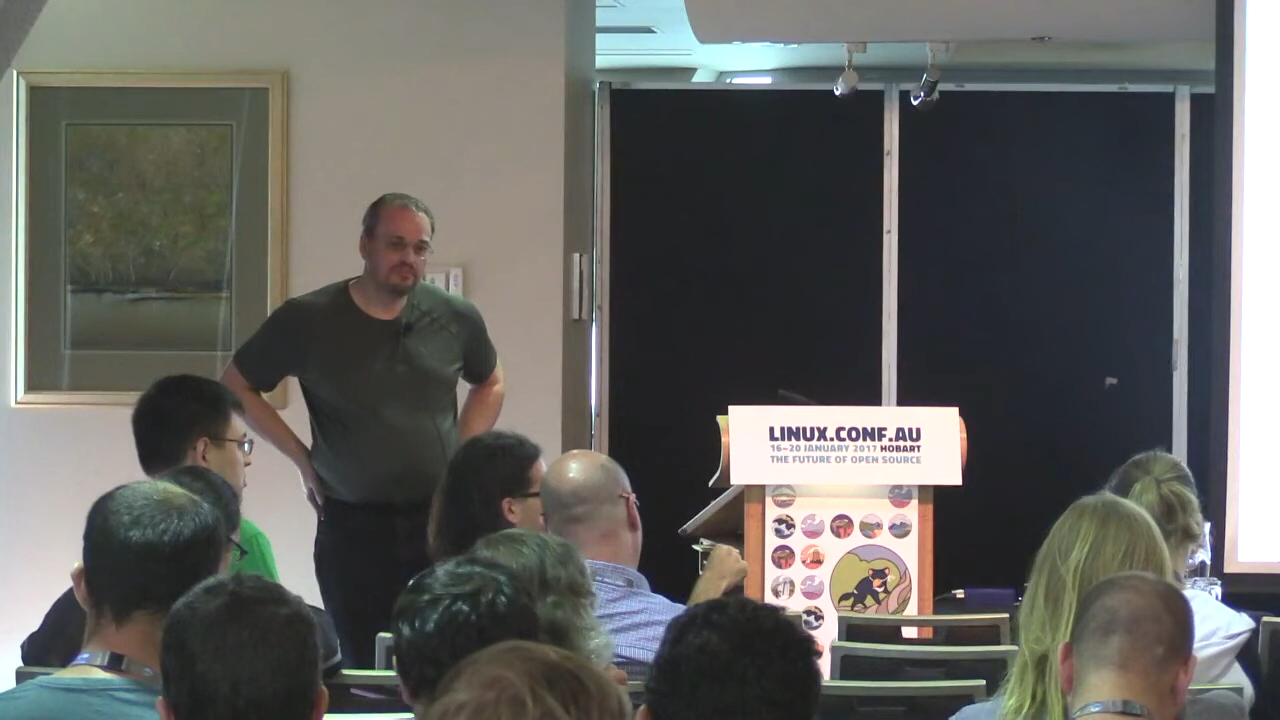 LINUX.CONF.AU
16–20 JANUARY 2017 HOBART
THE FUTURE OF OPEN SOURCE